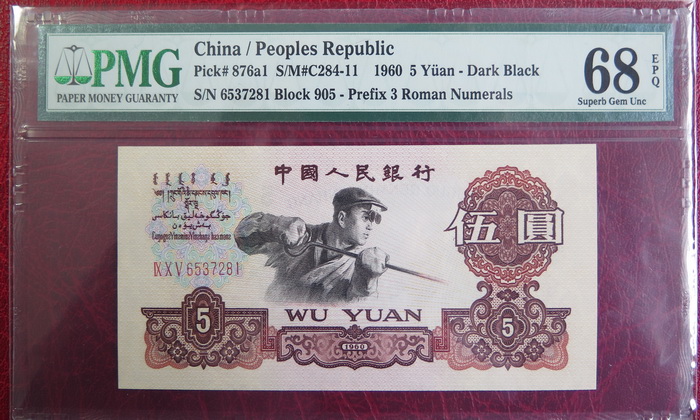 PMG
PAPER MONEY GUARANTY
China / Peoples Republic
Pick# 876a1 S/M#C284-11 1960 5 Yüan - Dark Black
S/N 6537281 Block 905 - Prefix 3 Roman Numerals
68 EPQ
Superb Gem Unc
中國人民銀行
伍圓
IX X V 6537281
5
WU YUAN
1960
5